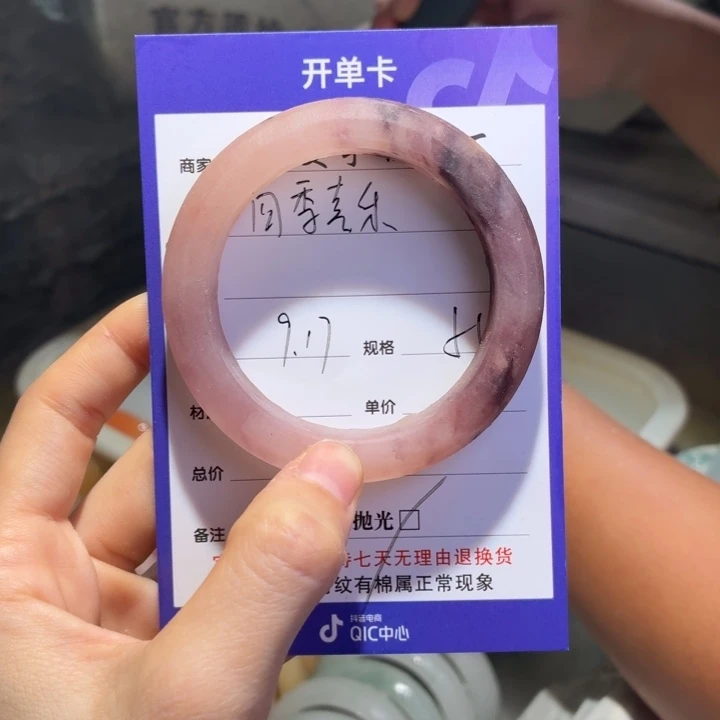 开单卡
商家
四季喜乐
9.17 规格
单价
总价
备注 抛光□
七天无理由退换货
纹有棉属正常现象
抖音电商
QIC中心